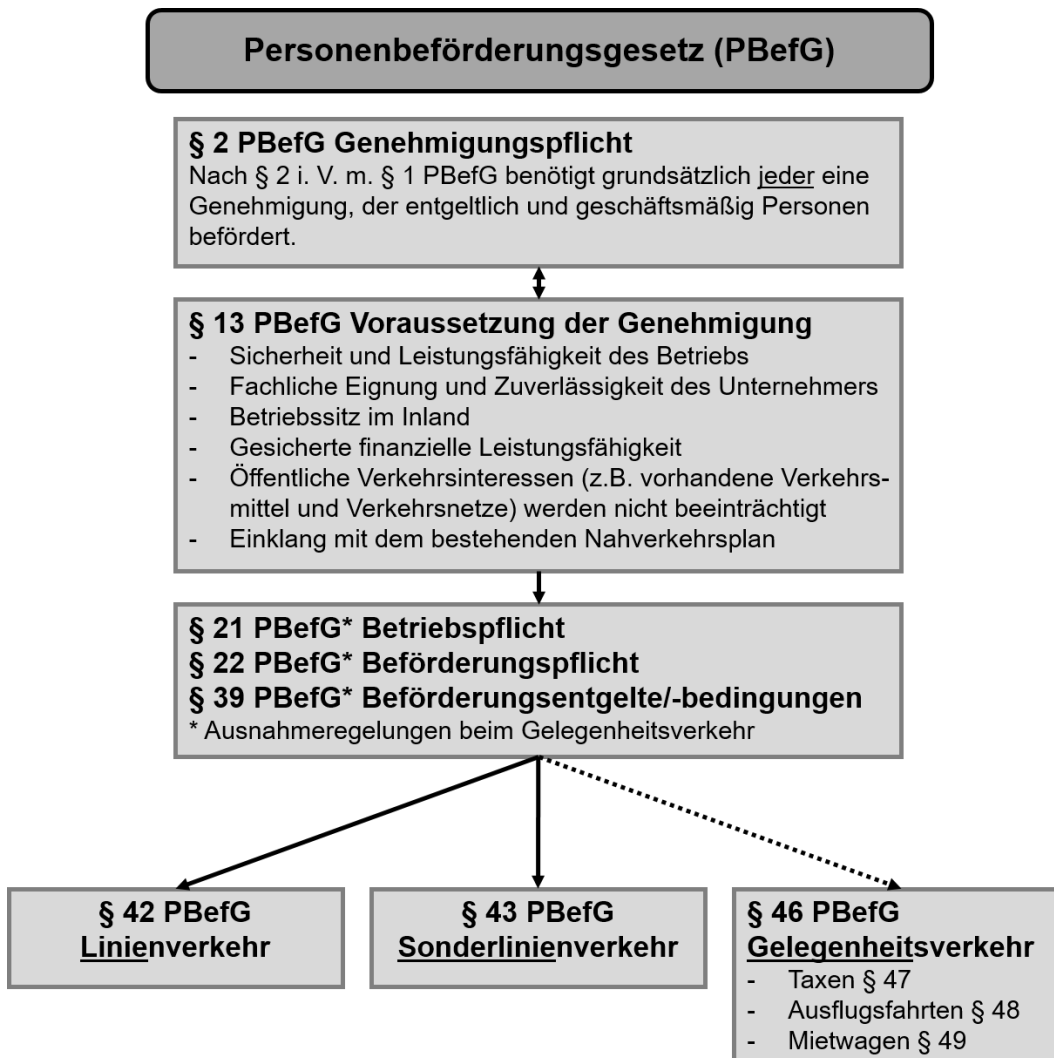 Personenbeförderungsgesetz (PBefG)
§ 2 PBefG Genehmigungspflicht
Nach § 2 i. V. m. § 1 PBefG benötigt grundsätzlich jeder eine
Genehmigung, der entgeltlich und geschäftsmäßig Personen
befördert.
§ 13 PBefG Voraussetzung der Genehmigung
- Sicherheit und Leistungsfähigkeit des Betriebs
- Fachliche Eignung und Zuverlässigkeit des Unternehmers
- Betriebssitz im Inland
- Gesicherte finanzielle Leistungsfähigkeit
- Öffentliche Verkehrsinteressen (z.B. vorhandene Verkehrs-
mittel und Verkehrsnetze) werden nicht beeinträchtigt
- Einklang mit dem bestehenden Nahverkehrsplan
§ 21 PBefG* Betriebspflicht
§ 22 PBefG* Beförderungspflicht
§ 39 PBefG* Beförderungsentgelte/-bedingungen
* Ausnahmeregelungen beim Gelegenheitsverkehr
§ 42 PBefG
Linienverkehr
§ 43 PBefG
Sonderlinienverkehr
§ 46 PBefG
Gelegenheitsverkehr
- Taxen § 47
- Ausflugsfahrten § 48
- Mietwagen § 49